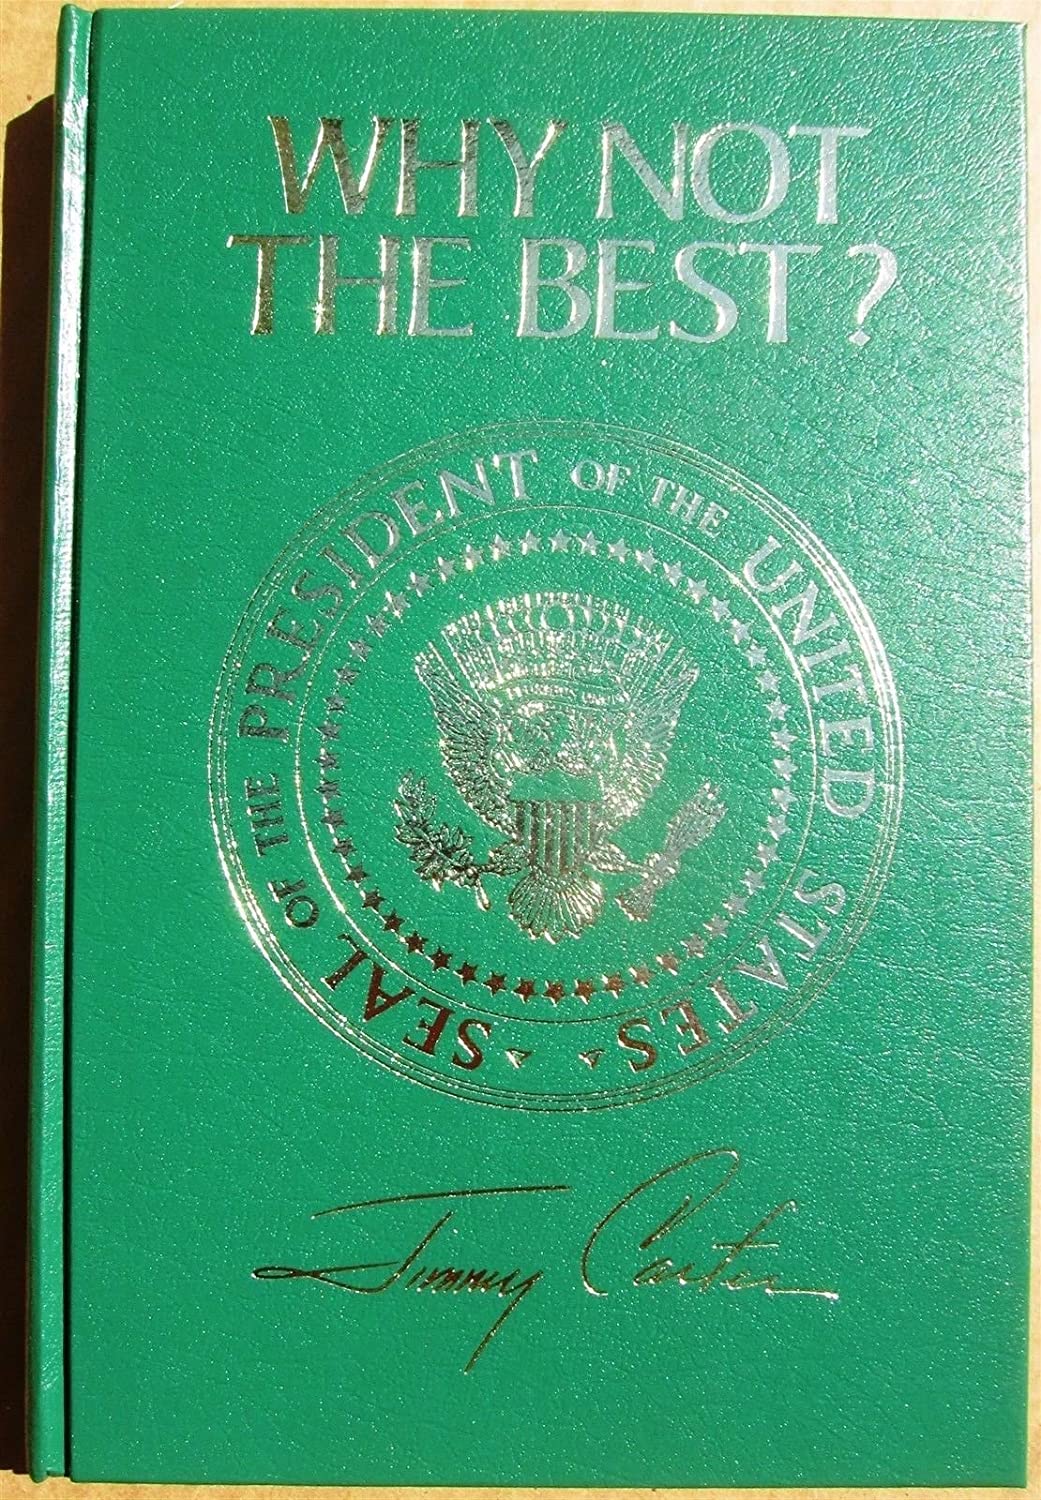 WHY NOT
THE BEST?
SEAL OF THE PRESIDENT OF THE UNITED STATES
Jimmy Carter